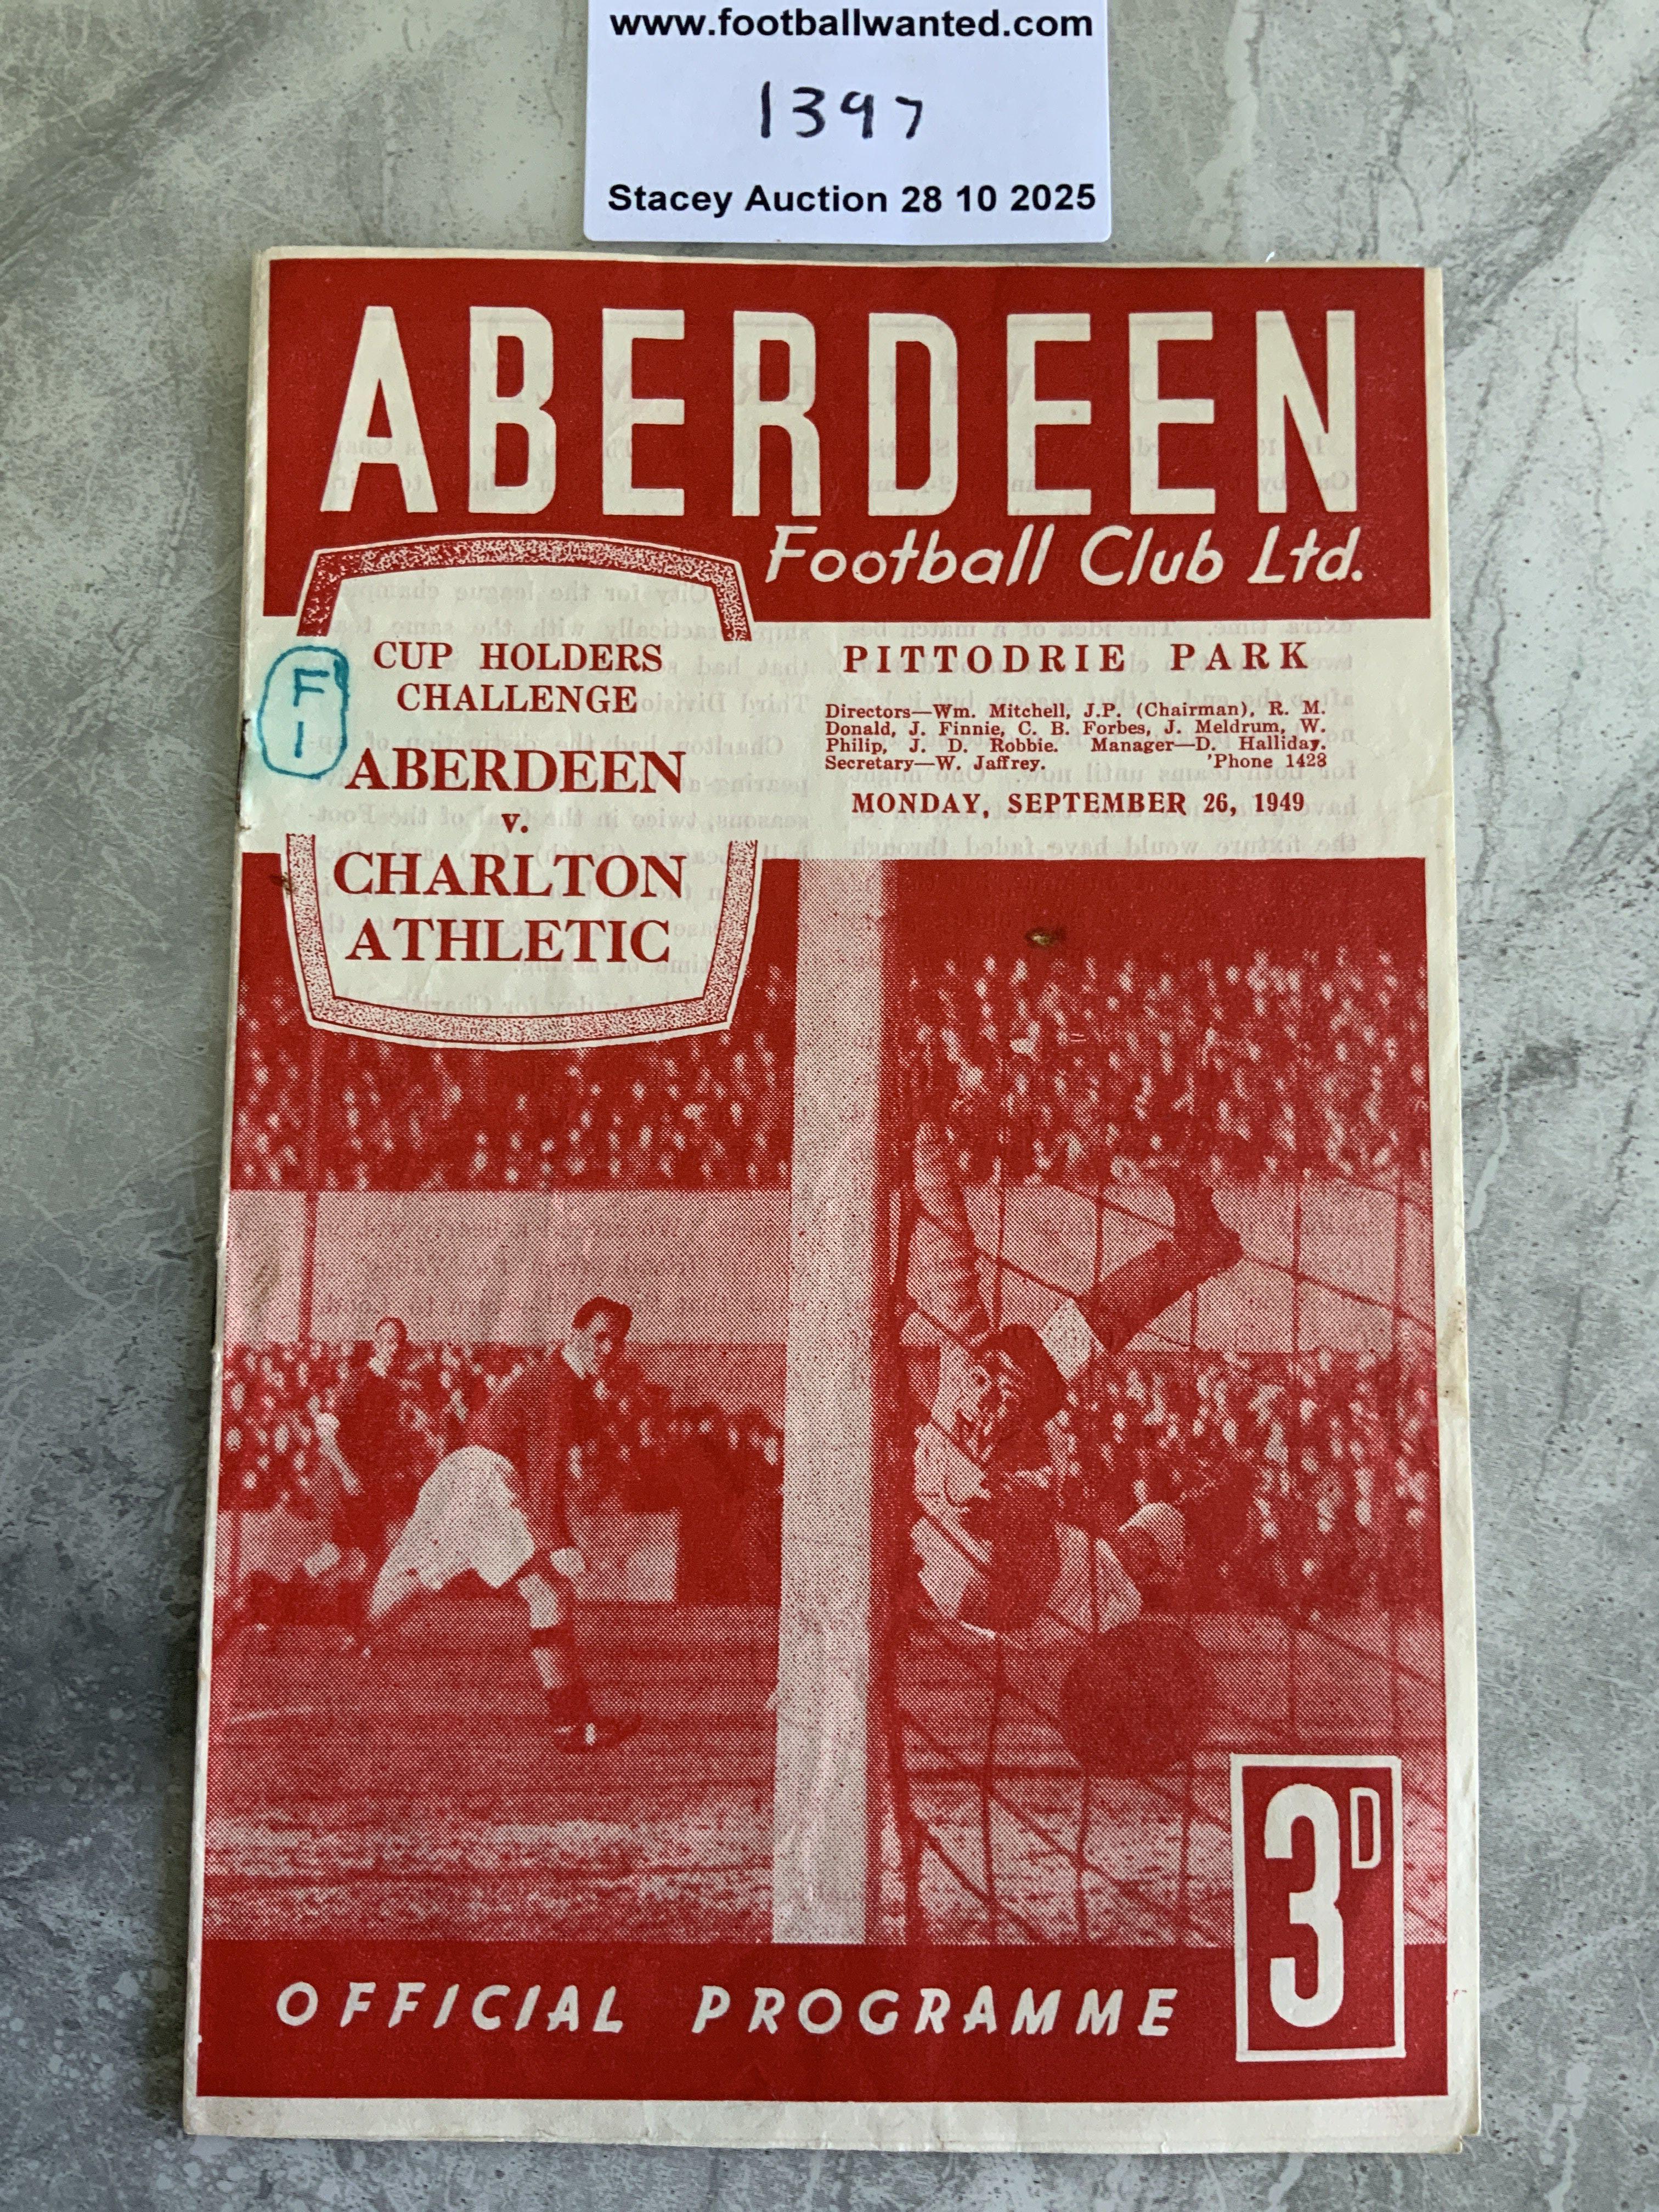 www.footballwanted.com
1397
Stacey Auction 28 10 2025
ABERDEEN
Football Club Ltd.
CUP HOLDERS
CHALLENGE
ABERDEEN
v.
CHARLTON
ATHLETIC
F
1
PITTODRIE PARK
Directors—Wm. Mitchell, J.P. (Chairman), R. M.
Donald, J. Finnie, C. B. Forbes, J. Meldrum, W.
Philip, J. D. Robbie. Manager—D. Halliday.
Secretary—W. Jaffrey. 'Phone 1428
MONDAY, SEPTEMBER 26, 1949
OFFICIAL PROGRAMME
3D